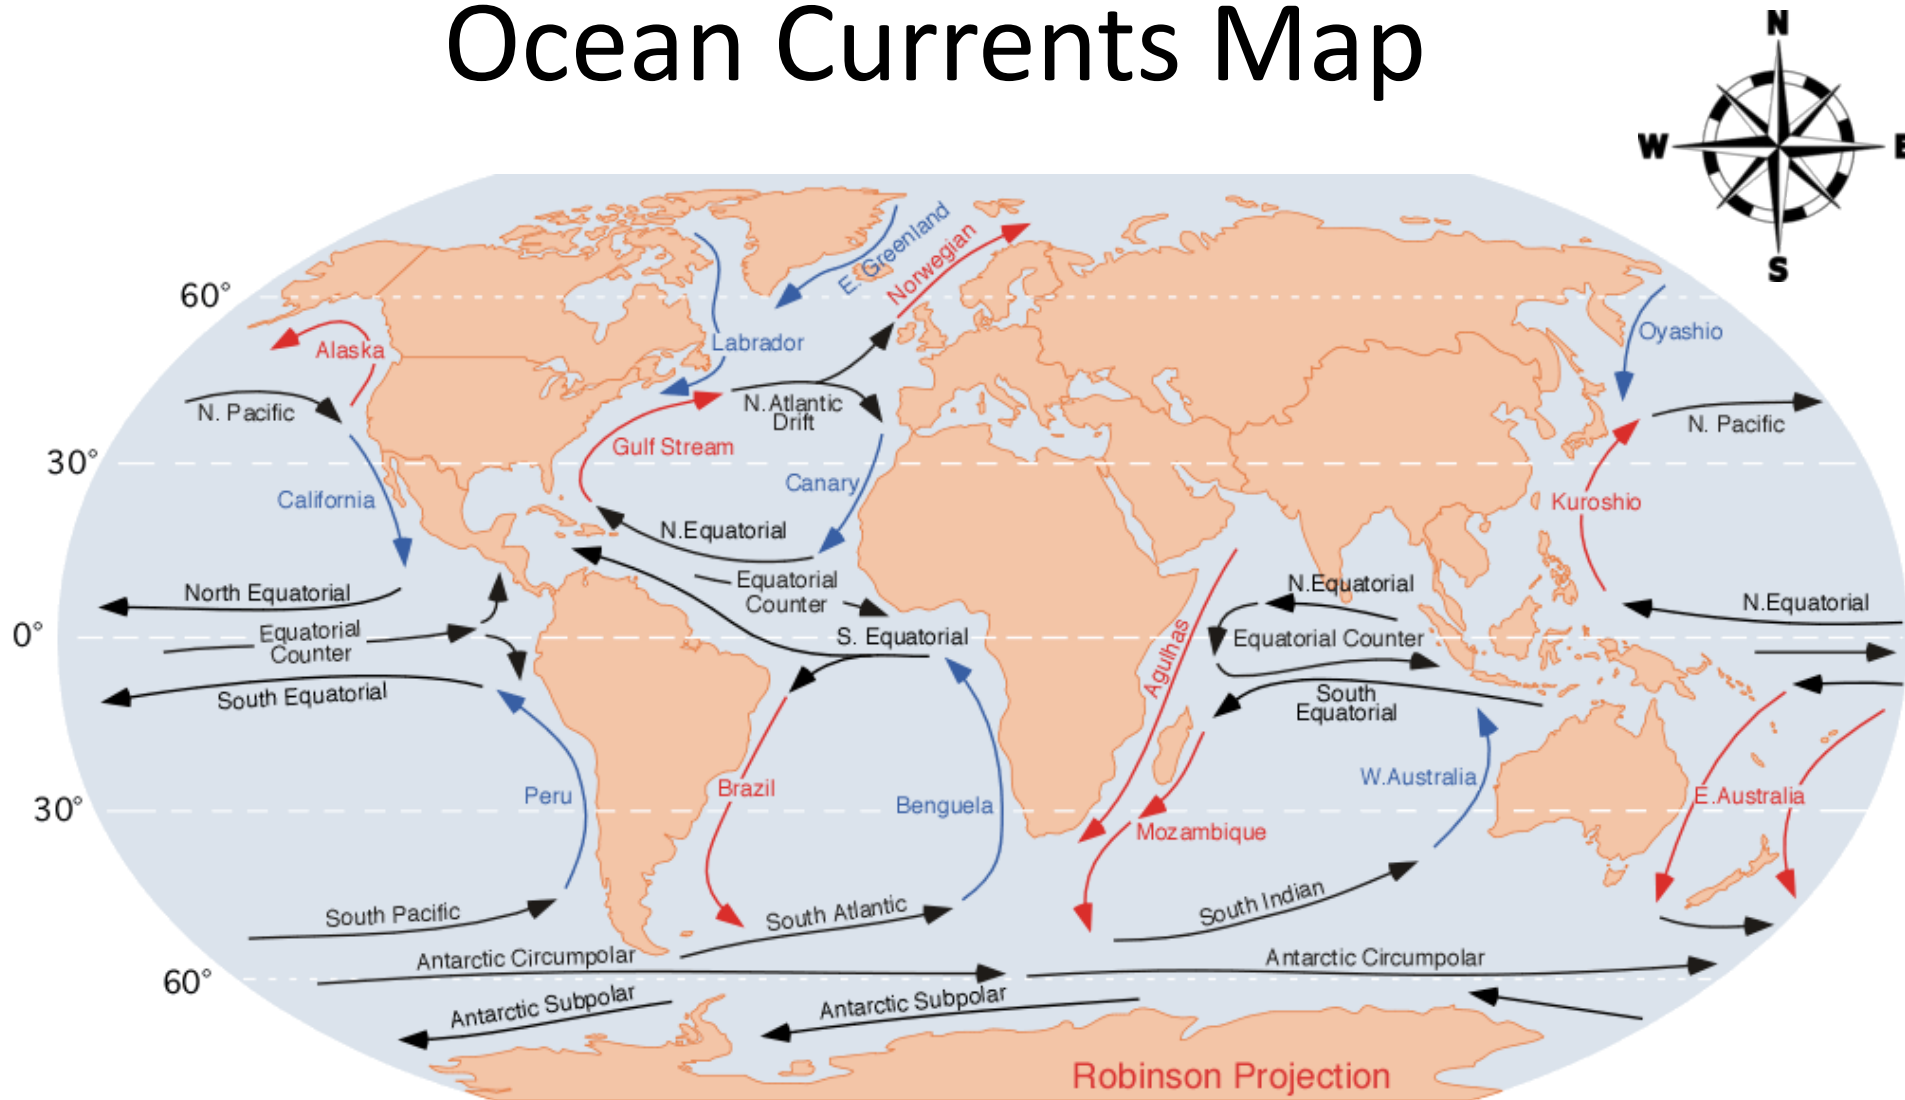 Ocean Currents Map
N
W
E
S
E. Greenland
Norwegian
60°
Labrador
Oyashio
Alaska
N. Pacific
N.Atlantic
Drift
N. Pacific
Gulf Stream
30°
Canary
California
Kuroshio
N.Equatorial
North Equatorial
Equatorial
Counter
N.Equatorial
N.Equatorial
0°
Equatorial
Counter
S. Equatorial
Equatorial Counter
Agulhas
South Equatorial
South
Equatorial
Peru
Brazil
Benguela
W.Australia
E.Australia
30°
Mozambique
South Pacific
South Atlantic
South Indian
Antarctic Circumpolar
Antarctic Circumpolar
60°
Antarctic Subpolar
Antarctic Subpolar
Robinson Projection